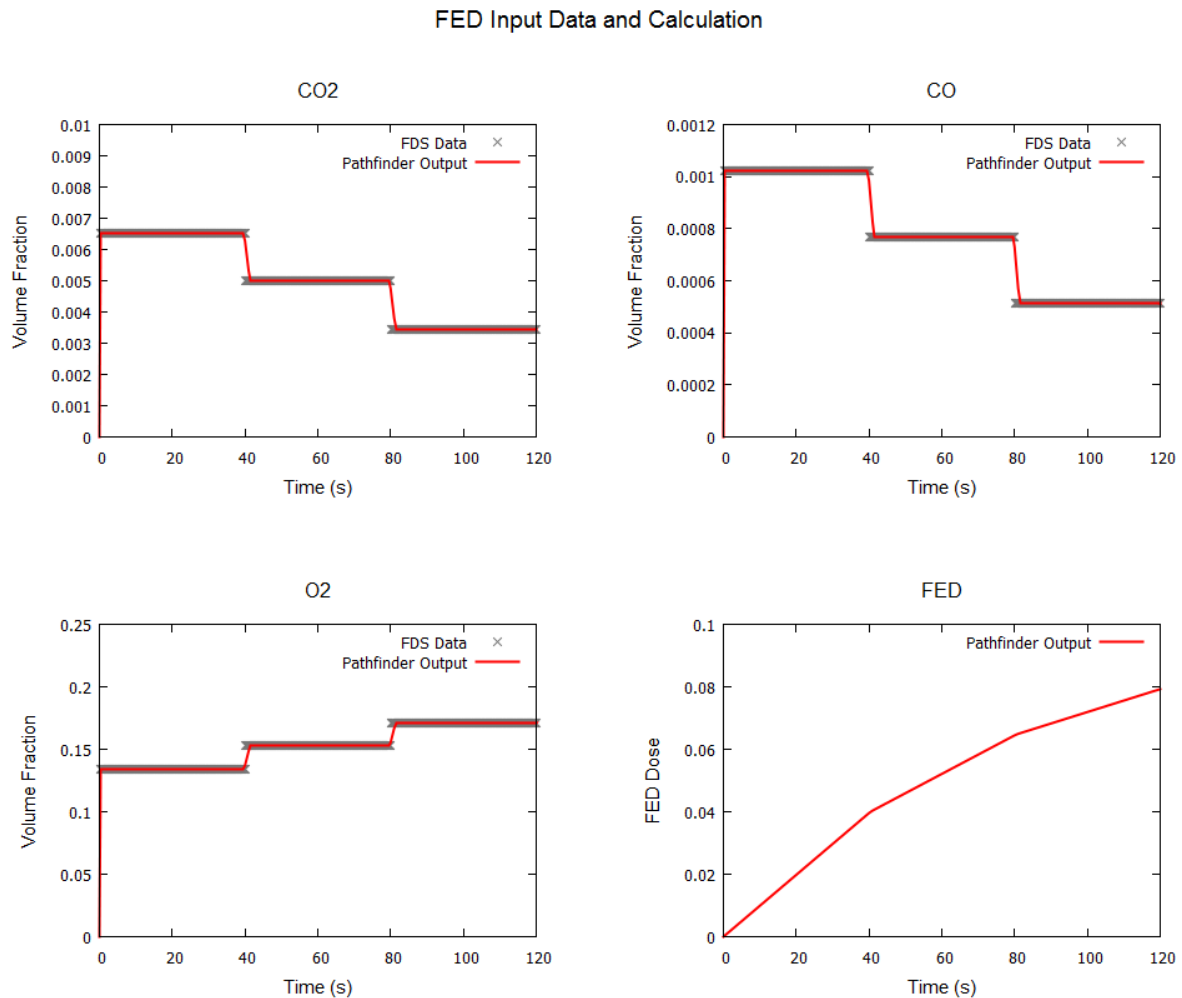 FED Input Data and Calculation
CO2
0.01
0.009
0.008
0.007
0.006
0.005
0.004
0.003
0.002
0.001
0
Volume Fraction
FDS Data
Pathfinder Output
0 20 40 60 80 100 120
Time (s)
CO
0.0012
0.001
0.0008
0.0006
0.0004
0.0002
0
Volume Fraction
FDS Data
Pathfinder Output
0 20 40 60 80 100 120
Time (s)
O2
0.25
0.2
0.15
0.1
0.05
0
Volume Fraction
FDS Data
Pathfinder Output
0 20 40 60 80 100 120
Time (s)
FED
0.1
0.08
0.06
0.04
0.02
0
FED Dose
Pathfinder Output
0 20 40 60 80 100 120
Time (s)